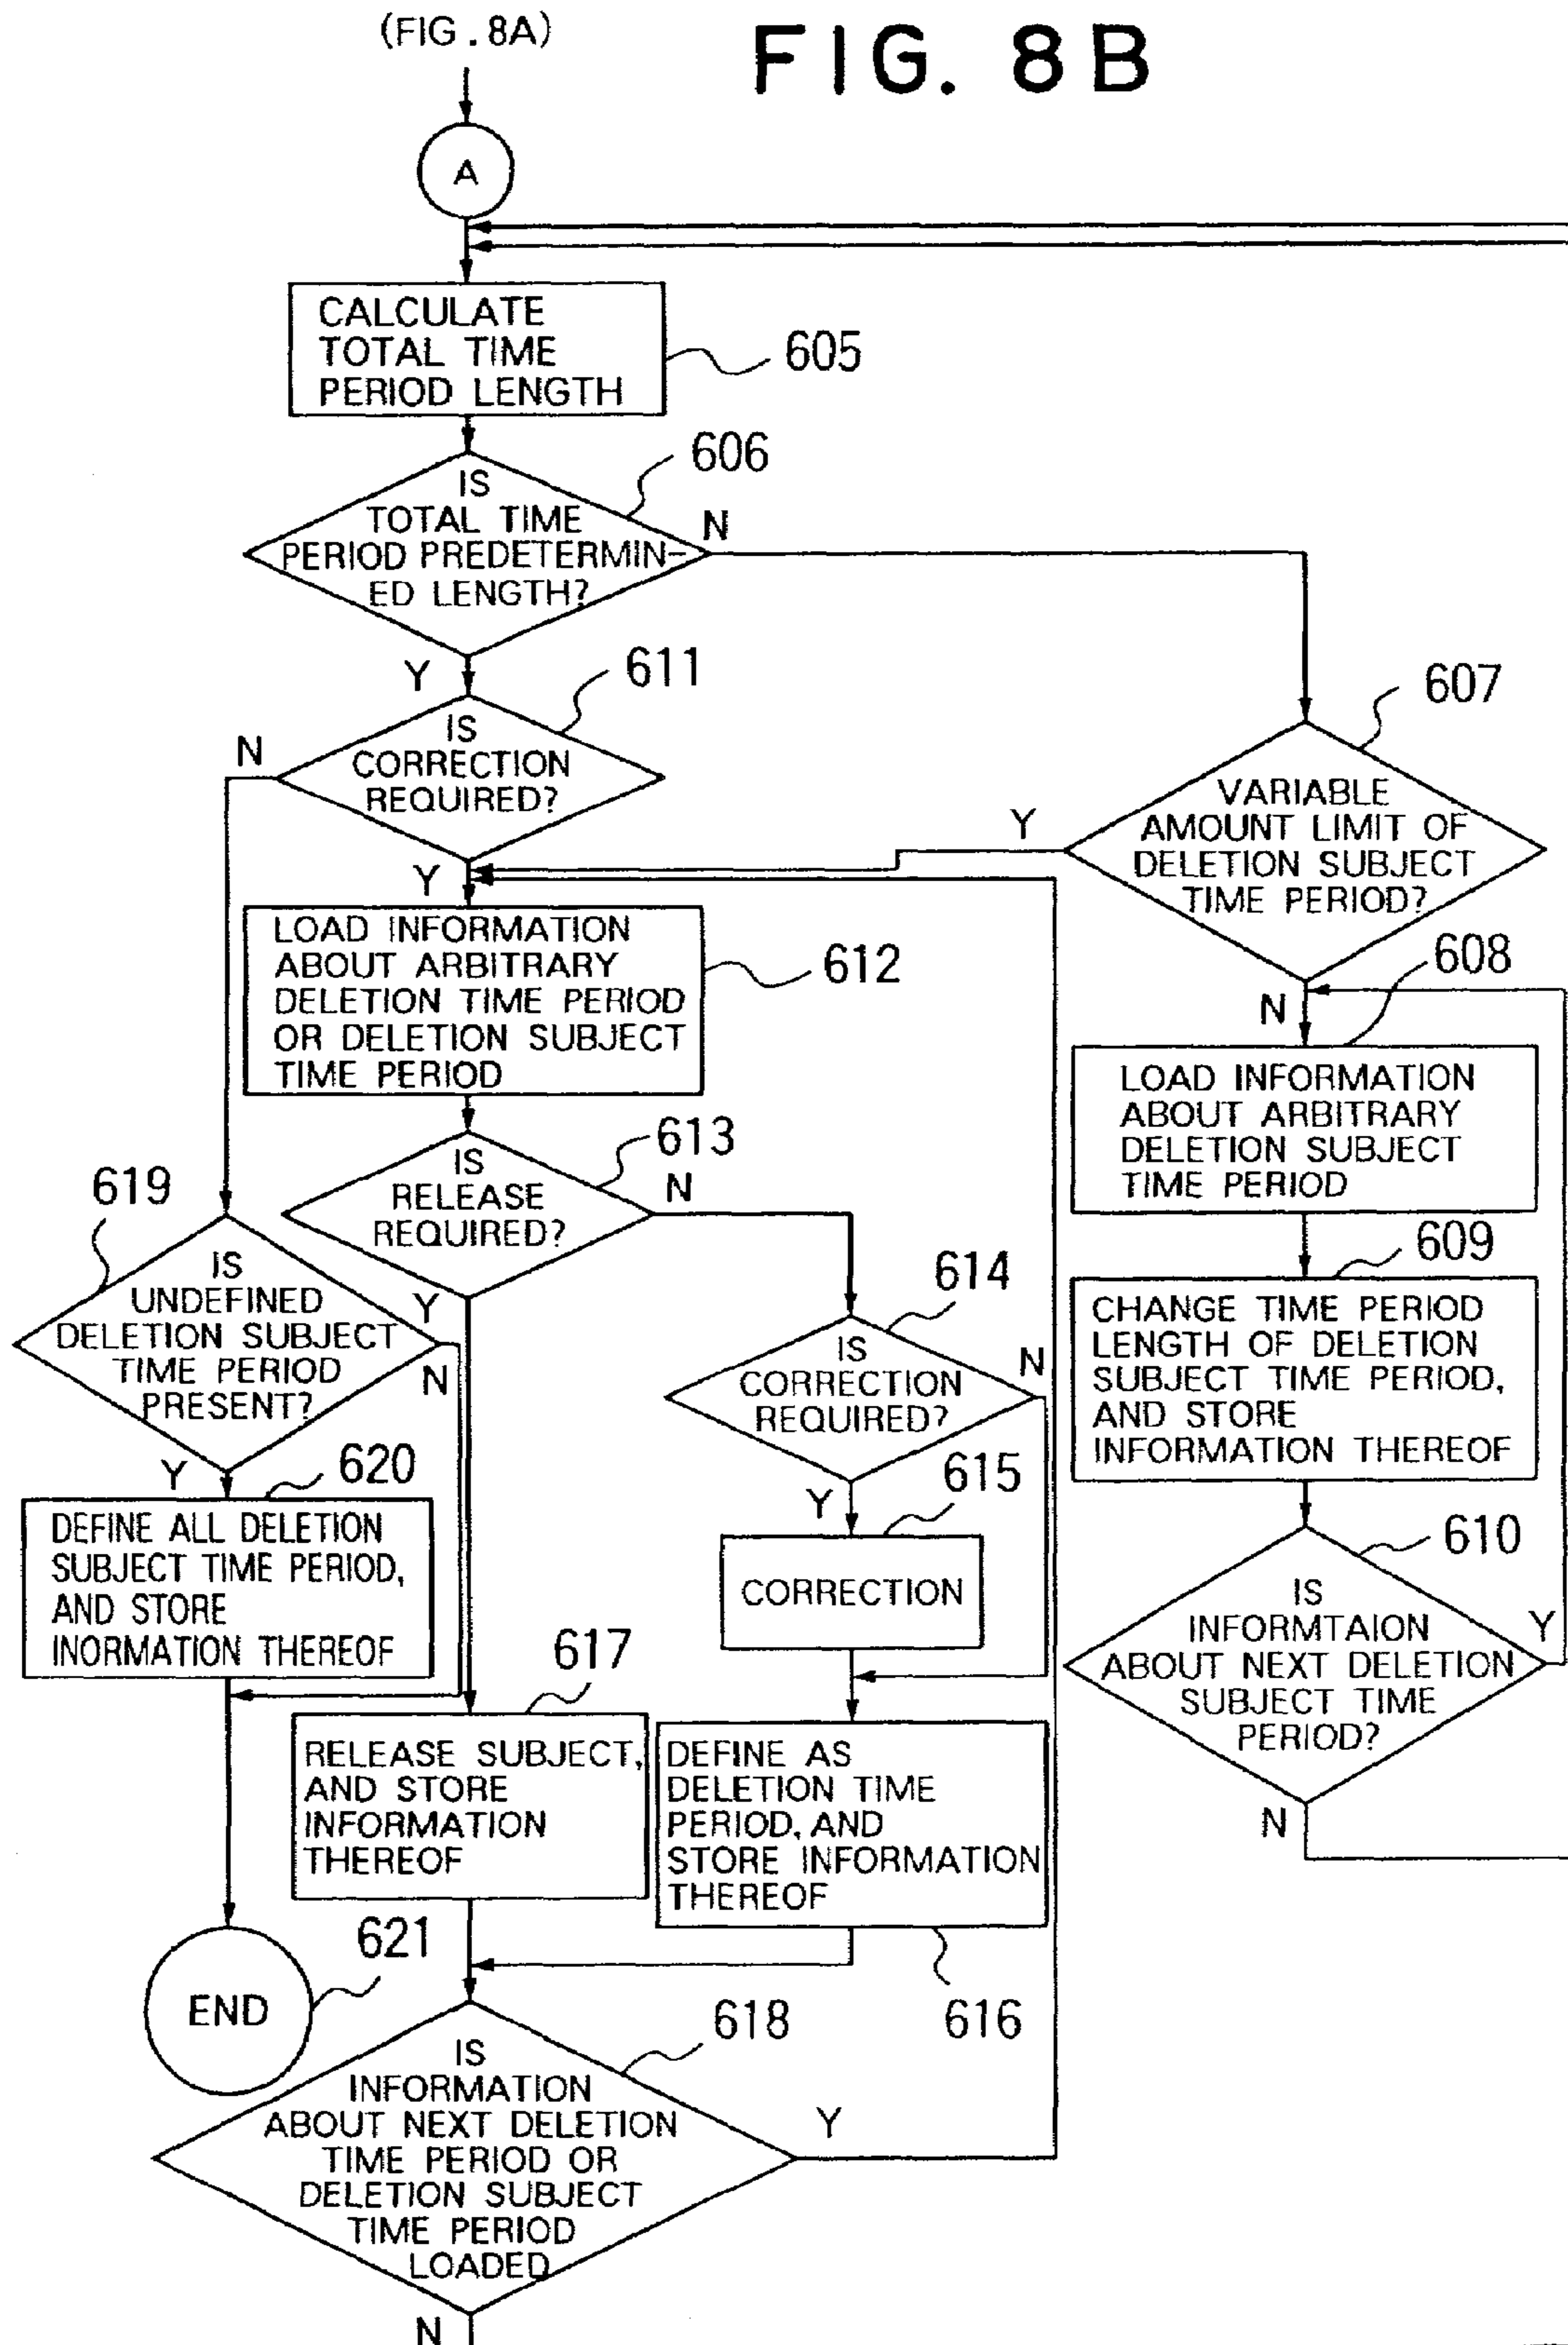 (FIG. 8A)
FIG. 8B
A
CALCULATE
TOTAL TIME
PERIOD LENGTH
605
606
IS
TOTAL TIME
PERIOD PREDETERMIN-
ED LENGTH?
N
Y
611
IS
CORRECTION
REQUIRED?
N
Y
607
VARIABLE
AMOUNT LIMIT OF
DELETION SUBJECT
TIME PERIOD?
Y
N
LOAD INFORMATION
ABOUT ARBITRARY
DELETION TIME PERIOD
OR DELETION SUBJECT
TIME PERIOD
612
608
LOAD INFORMATION
ABOUT ARBITRARY
DELETION SUBJECT
TIME PERIOD
613
IS
RELEASE
REQUIRED?
N
Y
619
IS
UNDEFINED
DELETION SUBJECT
TIME PERIOD
PRESENT?
N
Y
609
CHANGE TIME PERIOD
LENGTH OF DELETION
SUBJECT TIME PERIOD,
AND STORE
INFORMATION THEREOF
614
IS
CORRECTION
REQUIRED?
N
Y
620
DEFINE ALL DELETION
SUBJECT TIME PERIOD,
AND STORE
INORMATION THEREOF
615
CORRECTION
610
IS
INFORMTAION
ABOUT NEXT DELETION
SUBJECT TIME
PERIOD?
Y
N
617
RELEASE SUBJECT,
AND STORE
INFORMATION
THEREOF
DEFINE AS
DELETION TIME
PERIOD, AND
STORE INFORMATION
THEREOF
616
621
END
618
IS
INFORMATION
ABOUT NEXT DELETION
TIME PERIOD OR
DELETION SUBJECT
TIME PERIOD
LOADED
Y
N